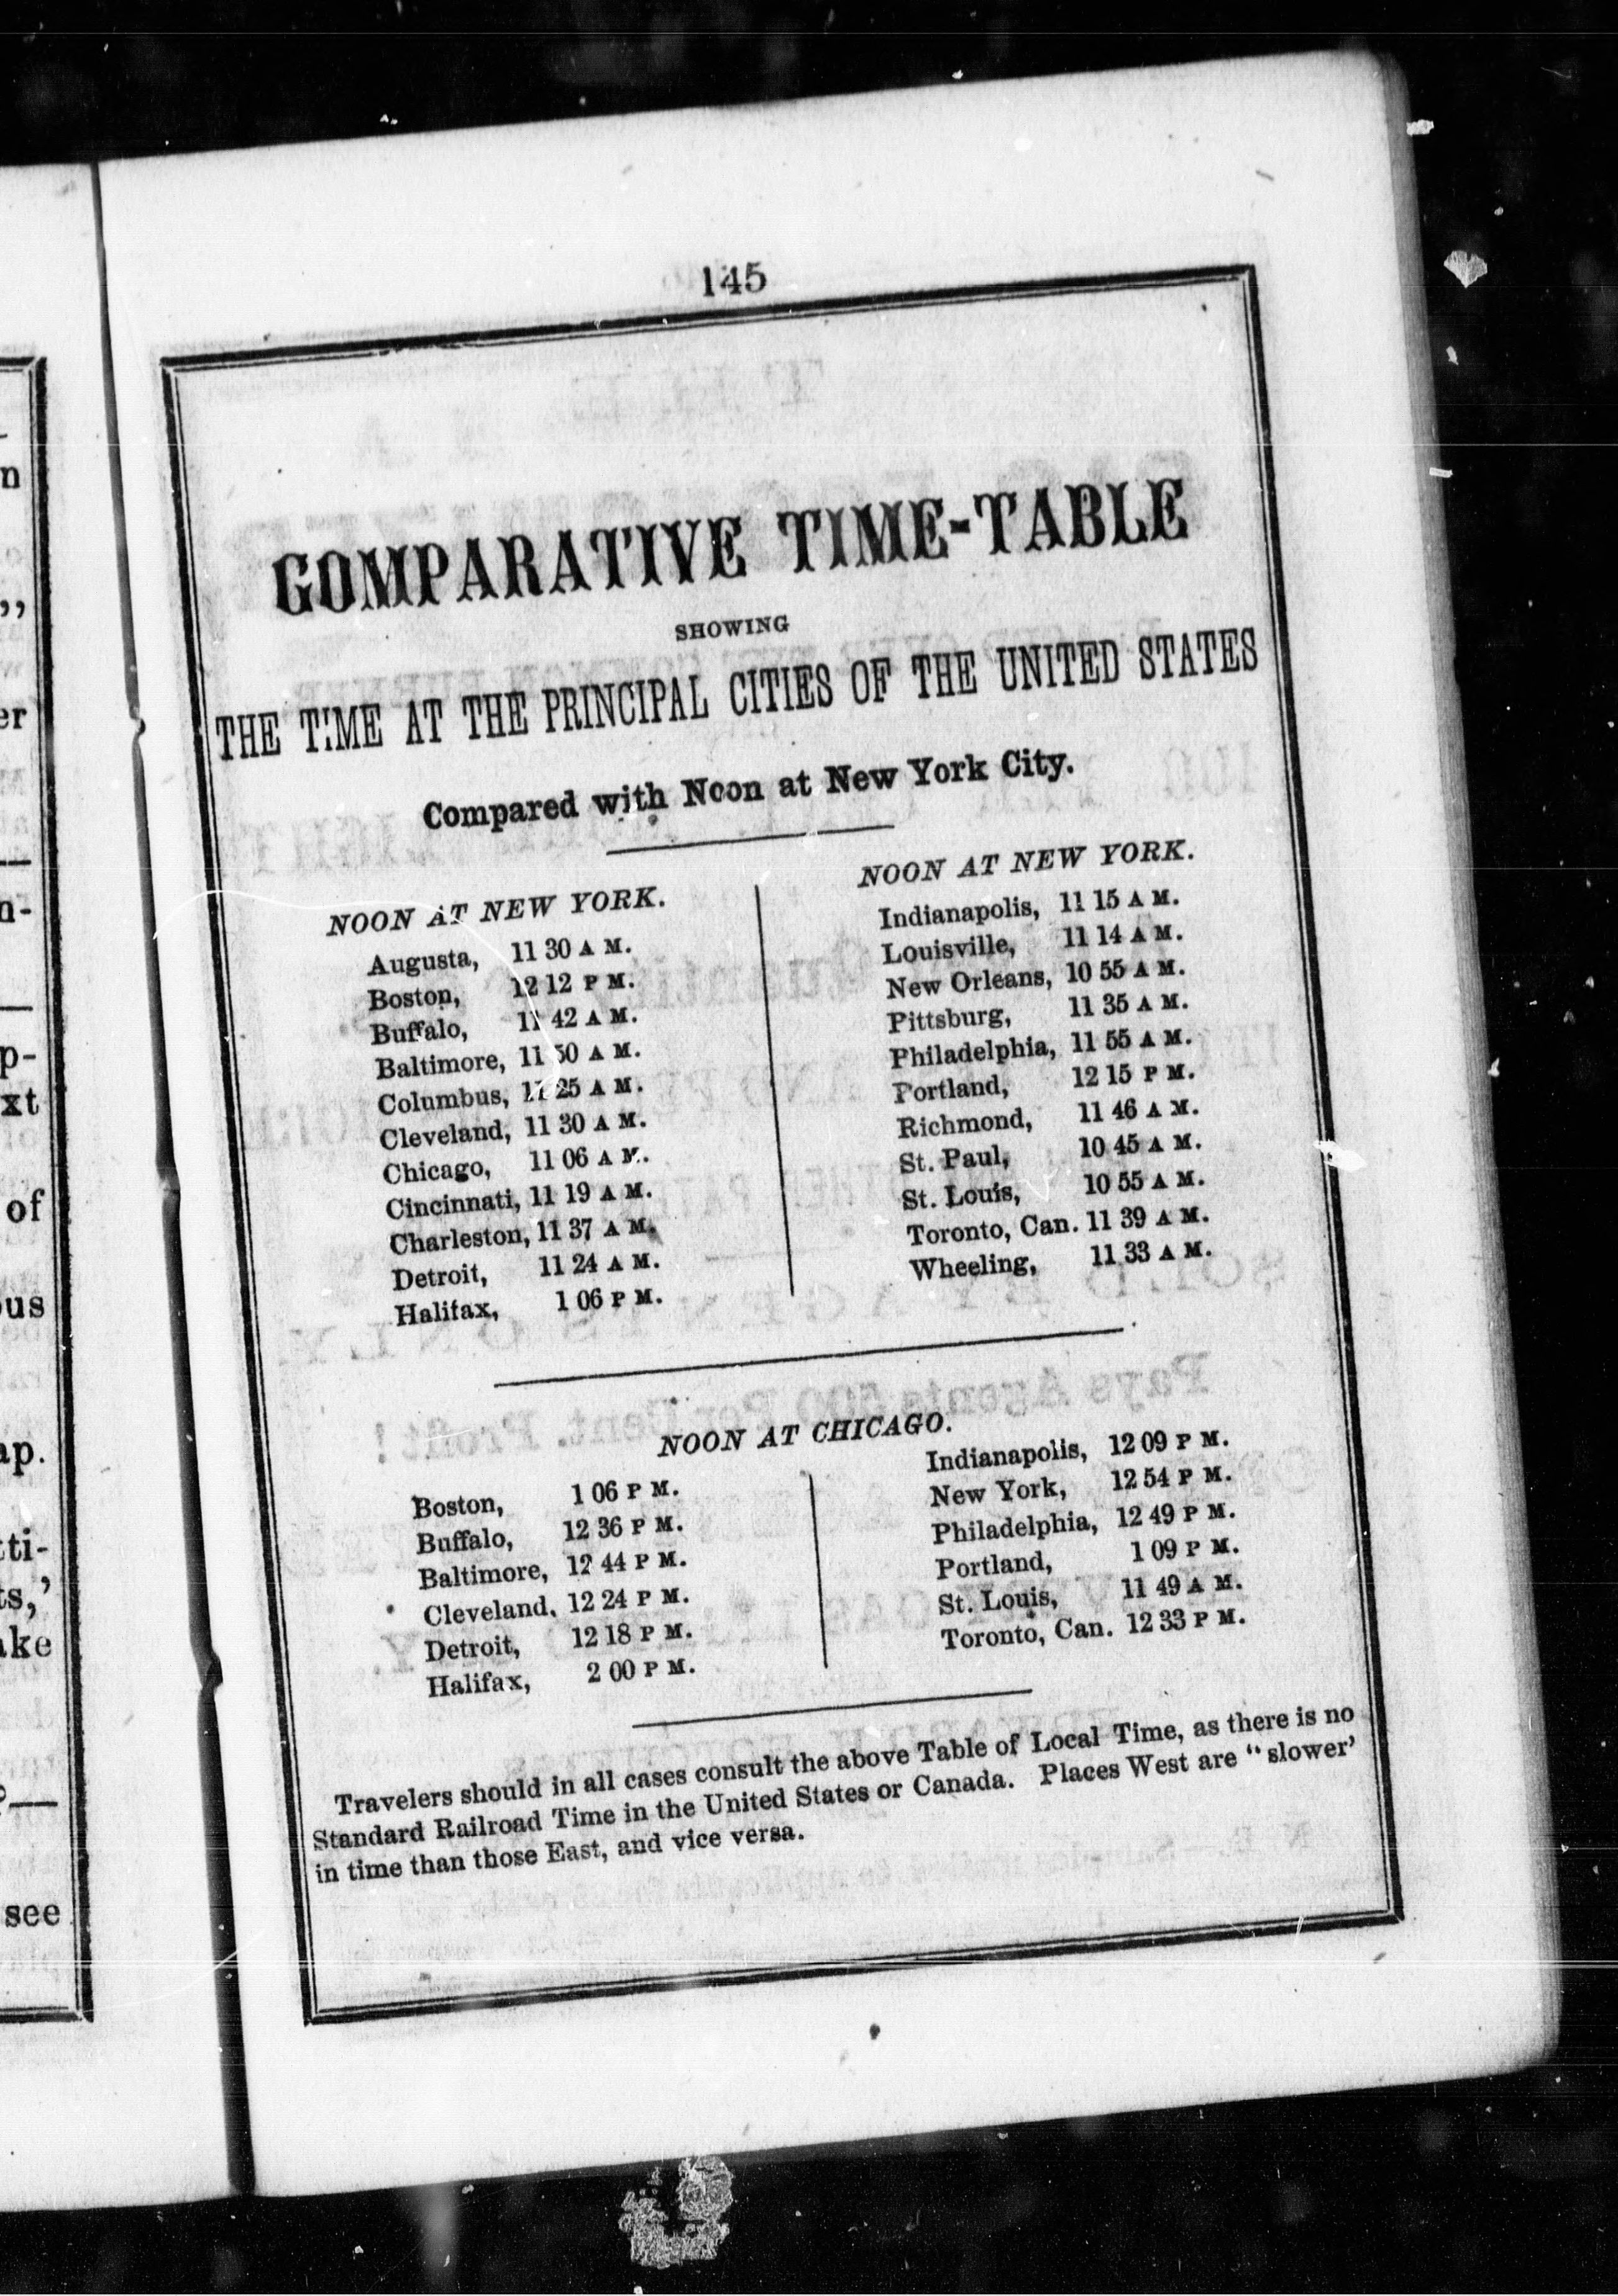 145
COMPARATIVE TIME-TABLE
SHOWING
THE TIME AT THE PRINCIPAL CITIES OF THE UNITED STATES
Compared with Noon at New York City.
NOON AT NEW YORK.
Augusta, 11 30 A M.
Boston, 12 12 P M.
Buffalo, 11 42 A M.
Baltimore, 11 50 A M.
Columbus, 11 25 A M.
Cleveland, 11 30 A M.
Chicago, 11 06 A M.
Cincinnati, 11 19 A M.
Charleston, 11 37 A M.
Detroit, 11 24 A M.
Halifax, 1 06 P M.
NOON AT NEW YORK.
Indianapolis, 11 15 A M.
Louisville, 11 14 A M.
New Orleans, 10 55 A M.
Pittsburg, 11 35 A M.
Philadelphia, 11 55 A M.
Portland, 12 15 P M.
Richmond, 11 46 A M.
St. Paul, 10 45 A M.
St. Louis, 10 55 A M.
Toronto, Can. 11 39 A M.
Wheeling, 11 33 A M.
NOON AT CHICAGO.
Boston, 1 06 P M.
Buffalo, 12 36 P M.
Baltimore, 12 44 P M.
Cleveland, 12 24 P M.
Detroit, 12 18 P M.
Halifax, 2 00 P M.
Indianapolis, 12 09 P M.
New York, 12 54 P M.
Philadelphia, 12 49 P M.
Portland, 1 09 P M.
St. Louis, 11 49 A M.
Toronto, Can. 12 33 P M.
Travelers should in all cases consult the above Table of Local Time, as there is no
Standard Railroad Time in the United States or Canada. Places West are "slower'
in time than those East, and vice versa.